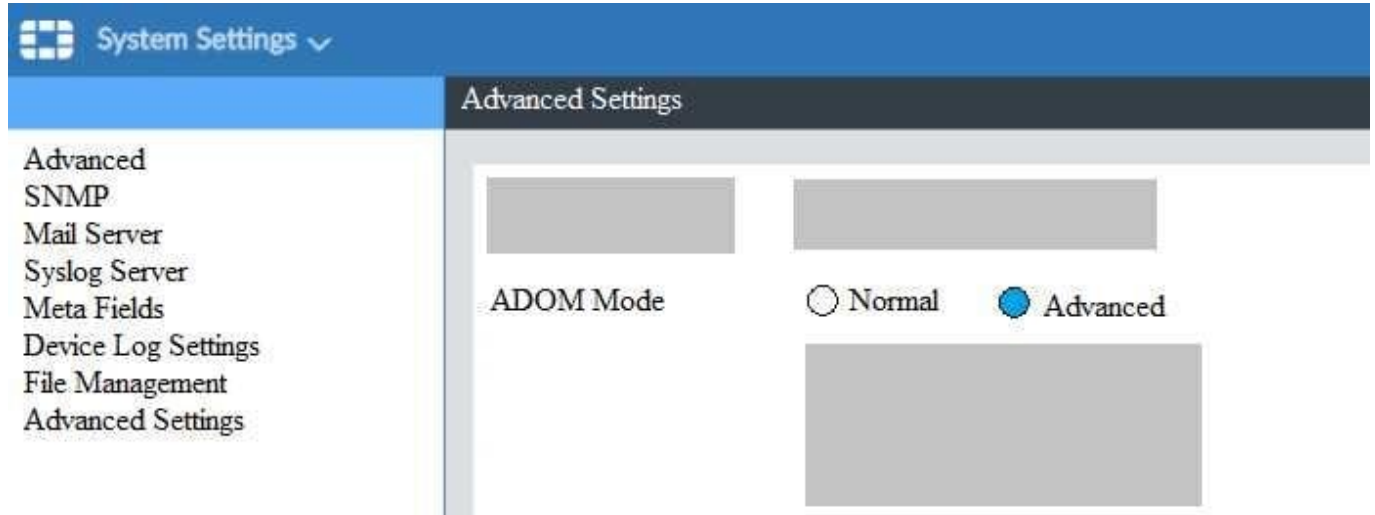 System Settings
Advanced Settings
Advanced
SNMP
Mail Server
Syslog Server
Meta Fields
Device Log Settings
File Management
Advanced Settings
ADOM Mode Normal Advanced